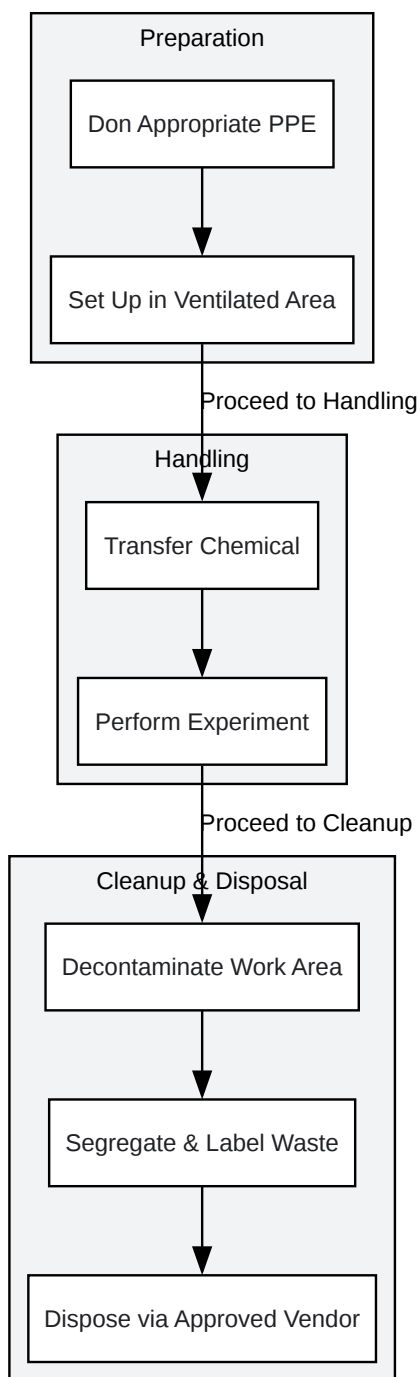 Preparation
Don Appropriate PPE
Set Up in Ventilated Area
Proceed to Handling
Handling
Transfer Chemical
Perform Experiment
Proceed to Cleanup
Cleanup & Disposal
Decontaminate Work Area
Segregate & Label Waste
Dispose via Approved Vendor